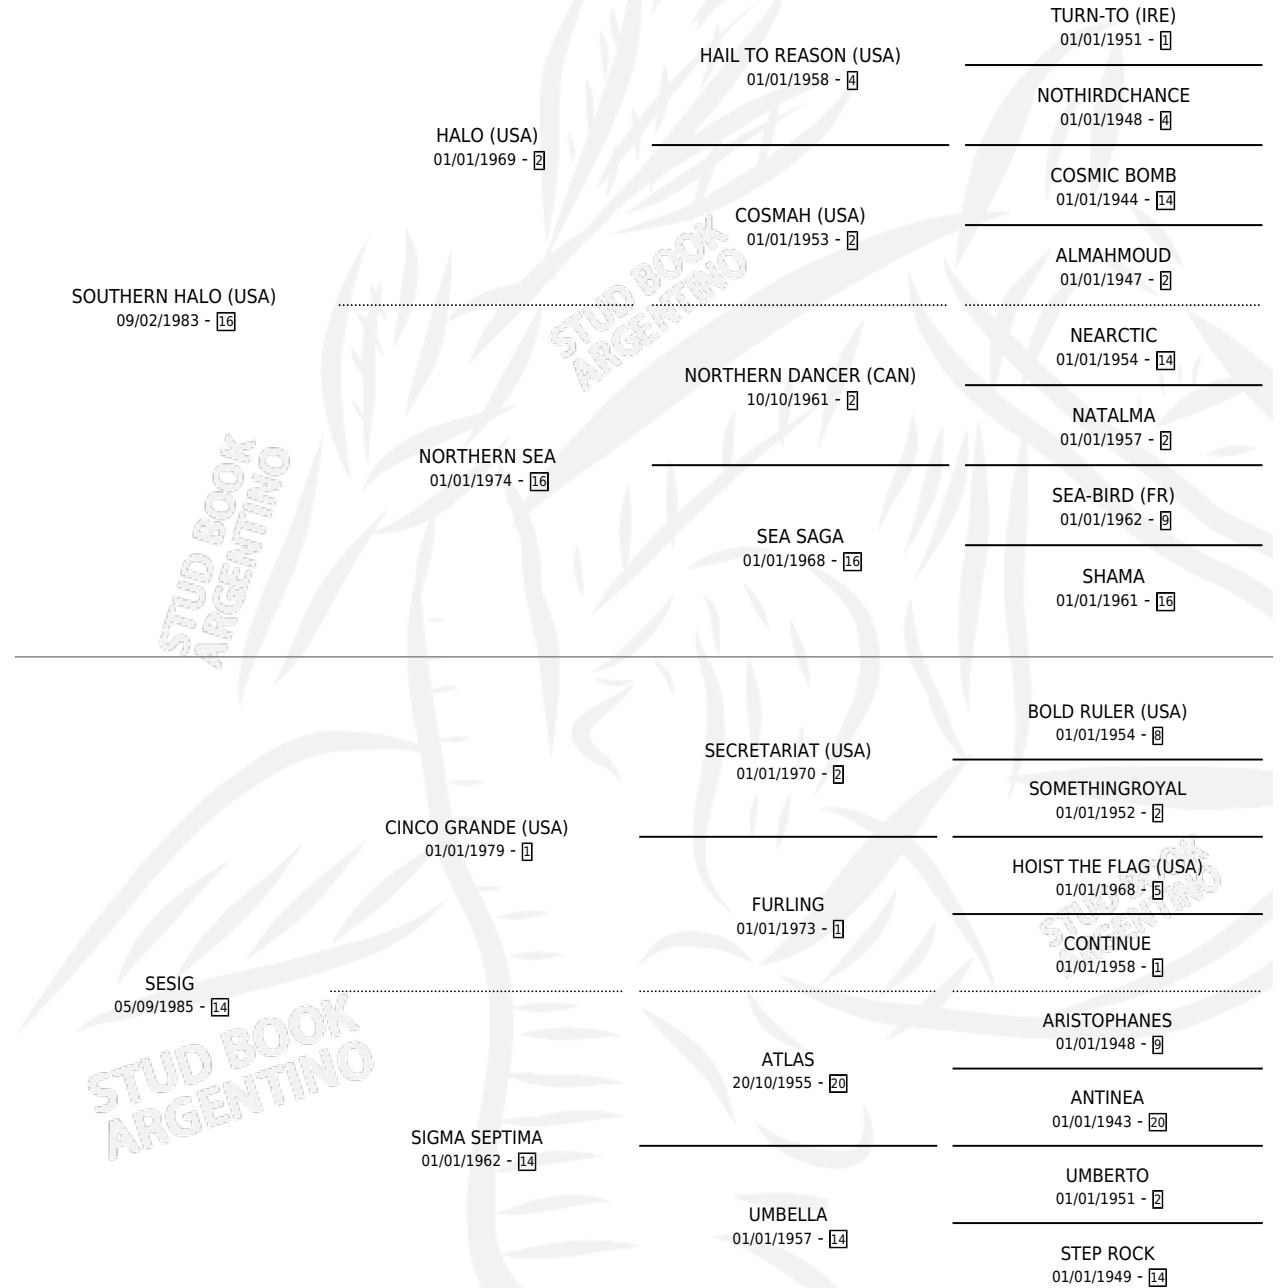 TURN-TO (IRE)
01/01/1951 - 1
HAIL TO REASON (USA)
01/01/1958 - 4
NOTHIRDCHANCE
01/01/1948 - 4
HALO (USA)
01/01/1969 - 2
COSMIC BOMB
01/01/1944 - 14
COSMAH (USA)
01/01/1953 - 2
ALMAHMOUD
01/01/1947 - 2
SOUTHERN HALO (USA)
09/02/1983 - 16
STUD BOOK
ARGENTINO
NEARCTIC
01/01/1954 - 14
NORTHERN DANCER (CAN)
10/10/1961 - 2
NATALMA
01/01/1957 - 2
NORTHERN SEA
01/01/1974 - 16
SEA-BIRD (FR)
01/01/1962 - 9
SEA SAGA
01/01/1968 - 16
SHAMA
01/01/1961 - 16
STUD BOOK
ARGENTINO
BOLD RULER (USA)
01/01/1954 - 8
SECRETARIAT (USA)
01/01/1970 - 2
SOMETHINGROYAL
01/01/1952 - 2
CINCO GRANDE (USA)
01/01/1979 - 1
HOIST THE FLAG (USA)
01/01/1968 - 5
FURLING
01/01/1973 - 1
STUD BOOK
ARGENTINO
CONTINUE
01/01/1958 - 1
SESIG
05/09/1985 - 14
ARISTOPHANES
01/01/1948 - 9
ATLAS
20/10/1955 - 20
STUD BOOK
ARGENTINO
ANTINEA
01/01/1943 - 20
SIGMA SEPTIMA
01/01/1962 - 14
UMBERTO
01/01/1951 - 2
UMBELLA
01/01/1957 - 14
STEP ROCK
01/01/1949 - 14